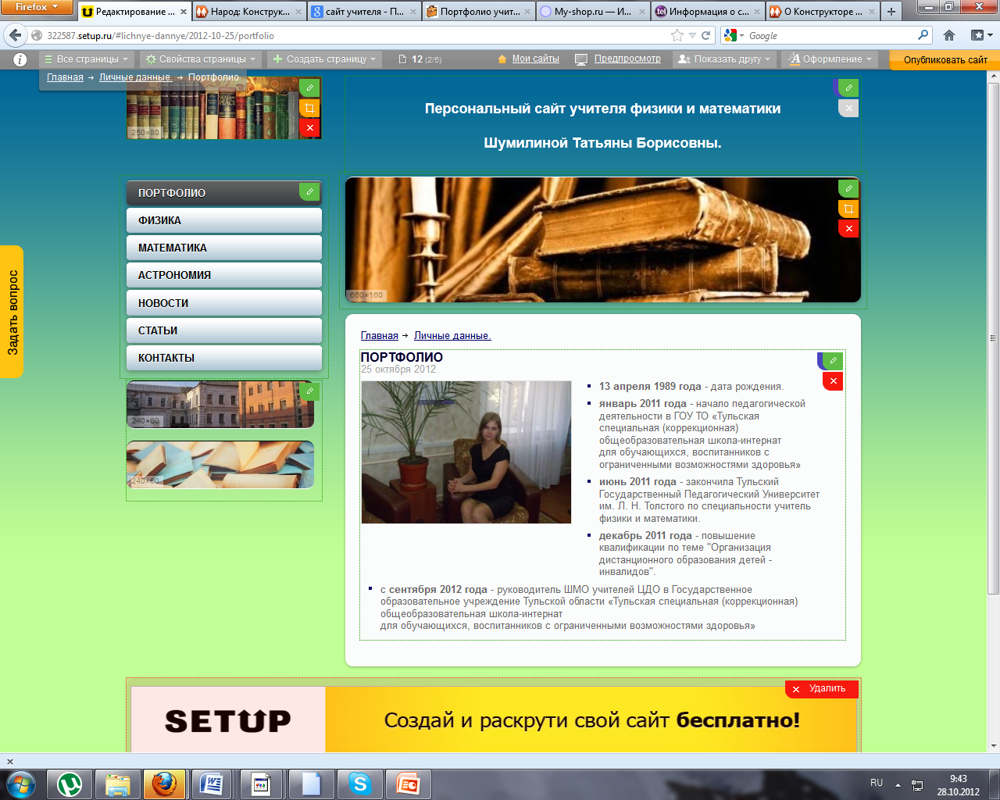 Firefox
Редактирование ...
Народ: Конструк...
сайт учителя - П...
Портфолио учит...
My-shop.ru — И...
Информация о с...
О Конструкторе ...
322587.setup.ru/#lichnye-dannye/2012-10-25/portfolio
Google
Все страницы
Свойства страницы
Создать страницу
12 (2/5)
Мои сайты
Предпросмотр
Показать другу
Оформление
Опубликовать сайт
Главная → Личные данные. → Портфолио
250×80
Персональный сайт учителя физики и математики
Шумилиной Татьяны Борисовны.
ПОРТФОЛИО
ФИЗИКА
МАТЕМАТИКА
АСТРОНОМИЯ
НОВОСТИ
СТАТЬИ
КОНТАКТЫ
240×60
240×60
Задать вопрос
660×160
Главная → Личные данные.
ПОРТФОЛИО
25 октября 2012
13 апреля 1989 года - дата рождения.
январь 2011 года - начало педагогической
деятельности в ГОУ ТО «Тульская
специальная (коррекционная)
общеобразовательная школа-интернат
для обучающихся, воспитанников с
ограниченными возможностями здоровья»
июнь 2011 года - закончила Тульский
Государственный Педагогический Университет
им. Л. Н. Толстого по специальности учитель
физики и математики.
декабрь 2011 года - повышение
квалификации по теме "Организация
дистанционного образования детей -
инвалидов".
с сентября 2012 года - руководитель ШМО учителей ЦДО в Государственное
образовательное учреждение Тульской области «Тульская специальная (коррекционная)
общеобразовательная школа-интернат
для обучающихся, воспитанников с ограниченными возможностями здоровья»
Удалить
SETUP
Создай и раскрути свой сайт бесплатно!
RU
9:43
28.10.2012